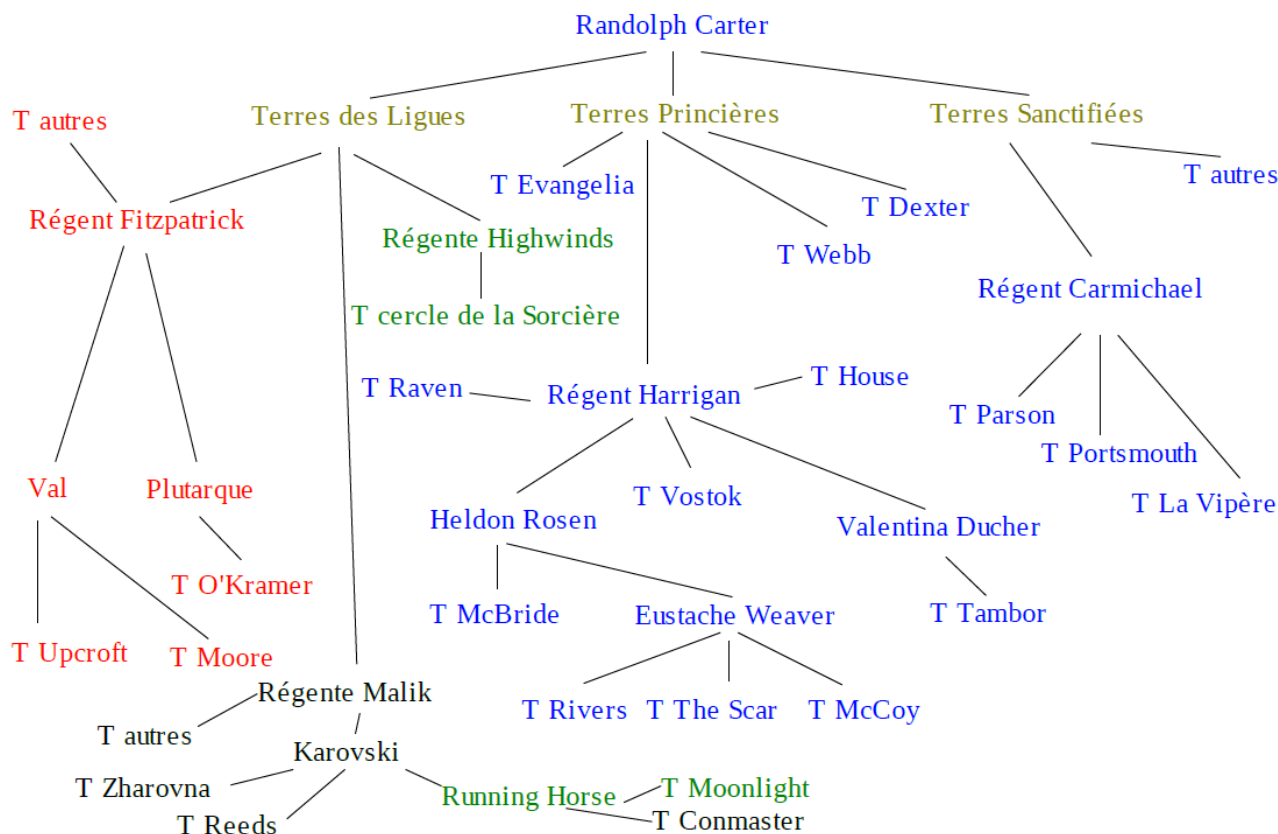 Randolph Carter
T autres
Terres des Ligues
Terres Princières
Terres Sanctifiées
T Evangelia
T autres
Régent Fitzpatrick
T Dexter
Régente Highwinds
T Webb
Régent Carmichael
T cercle de la Sorcière
T Raven
Régent Harrigan
T House
T Parson
T Portsmouth
Val
Plutarque
T Vostok
T La Vipère
Heldon Rosen
Valentina Ducher
T O'Kramer
T McBride
Eustache Weaver
T Tambor
T Upcroft
T Moore
Régente Malik
T Rivers
T The Scar
T McCoy
T autres
Karovski
T Zharovna
Running Horse
T Moonlight
T Reeds
T Conmaster